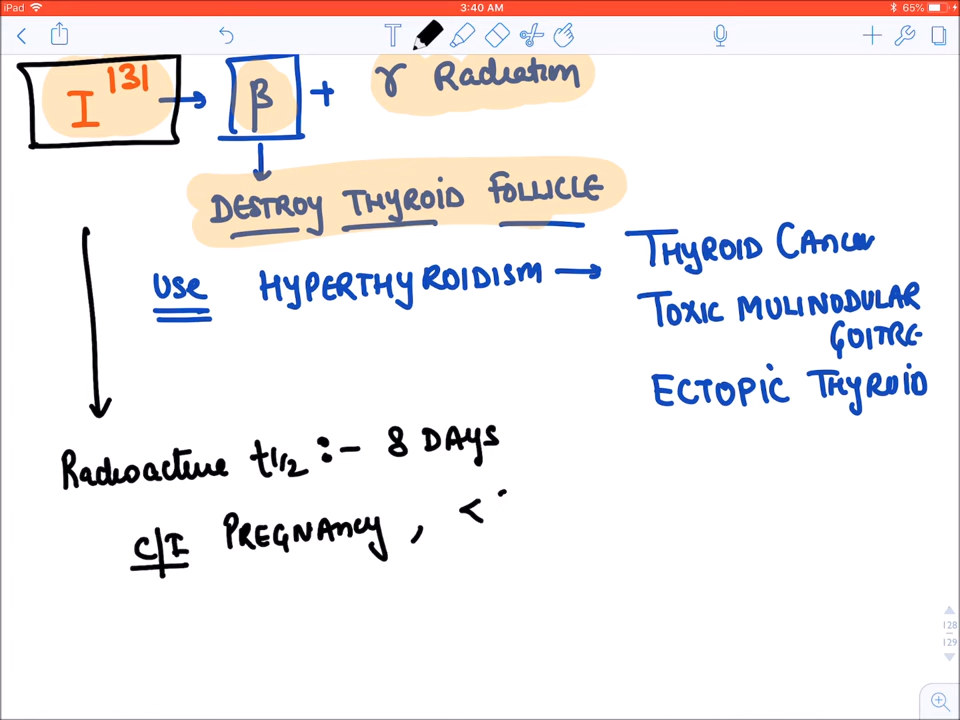 iPad 3:40 AM 65%
T
I 131 → β + γ Radiation
DESTROY THYROID FOLLICLE
USE HYPERTHYROIDISM → THYROID CANCER
TOXIC MULINODULAR
GOITRE
ECTOPIC THYROID
Radioactive t1/2 :- 8 DAYS
C/I PREGNANCY, <
128
129